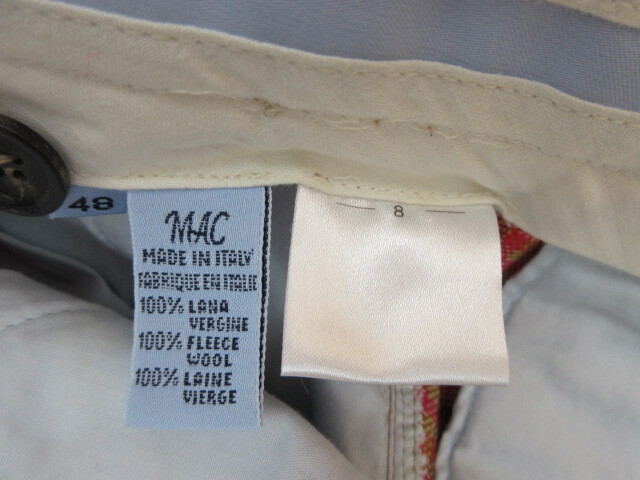 48
MAC
MADE IN ITALY
FABRIQUE EN ITALIE
100% LANA
VERGINE
100% FLEECE
WOOL
100% LAINE
VIERGE
8